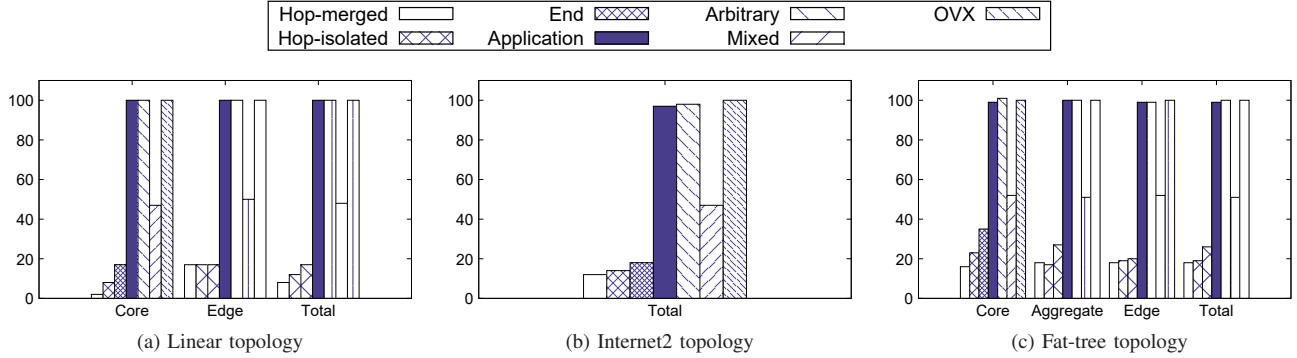 Hop-merged End Arbitrary OVX
Hop-isolated Application Mixed
100
80
60
40
20
0
Core Edge Total
(a) Linear topology
100
80
60
40
20
0
Total
(b) Internet2 topology
100
80
60
40
20
0
Core Aggregate Edge Total
(c) Fat-tree topology